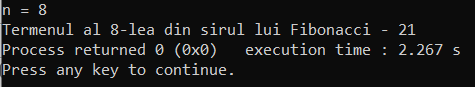 n = 8
Termenul al 8-lea din sirul lui Fibonacci - 21
Process returned 0 (0x0)   execution time : 2.267 s
Press any key to continue.